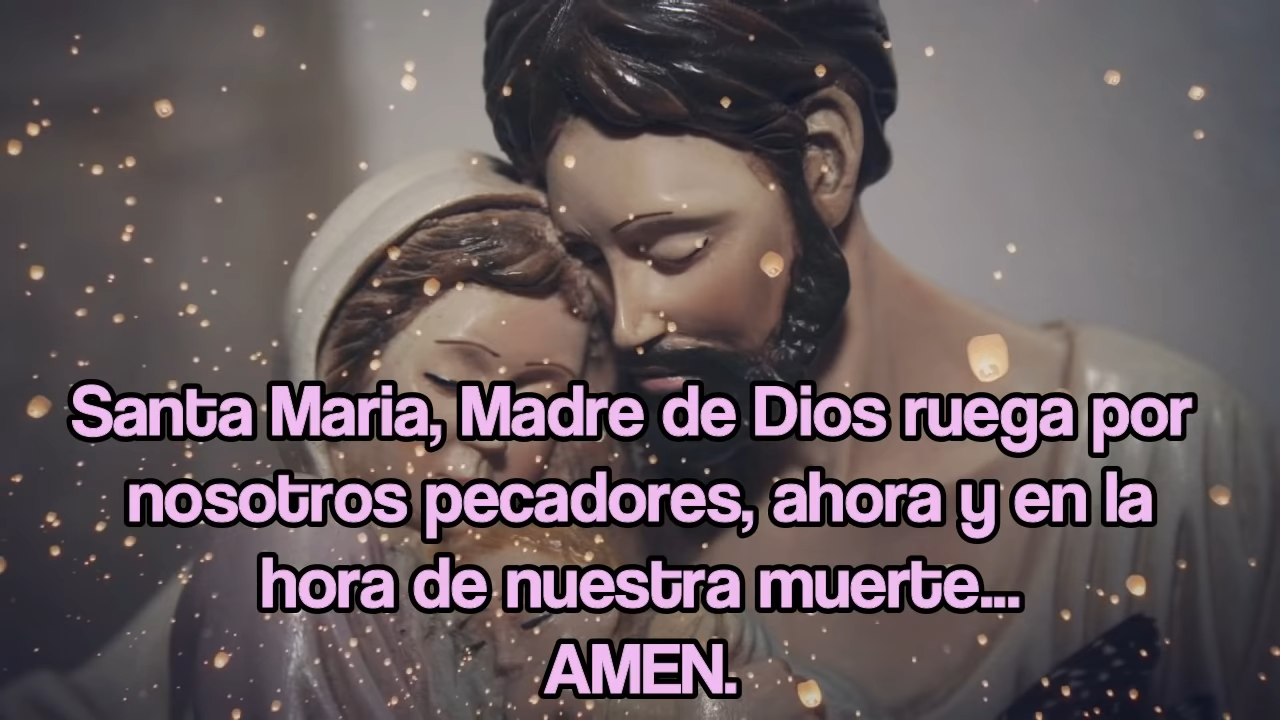 Santa Maria, Madre de Dios ruega por
nosotros pecadores, ahora y en la
hora de nuestra muerte...
AMEN.